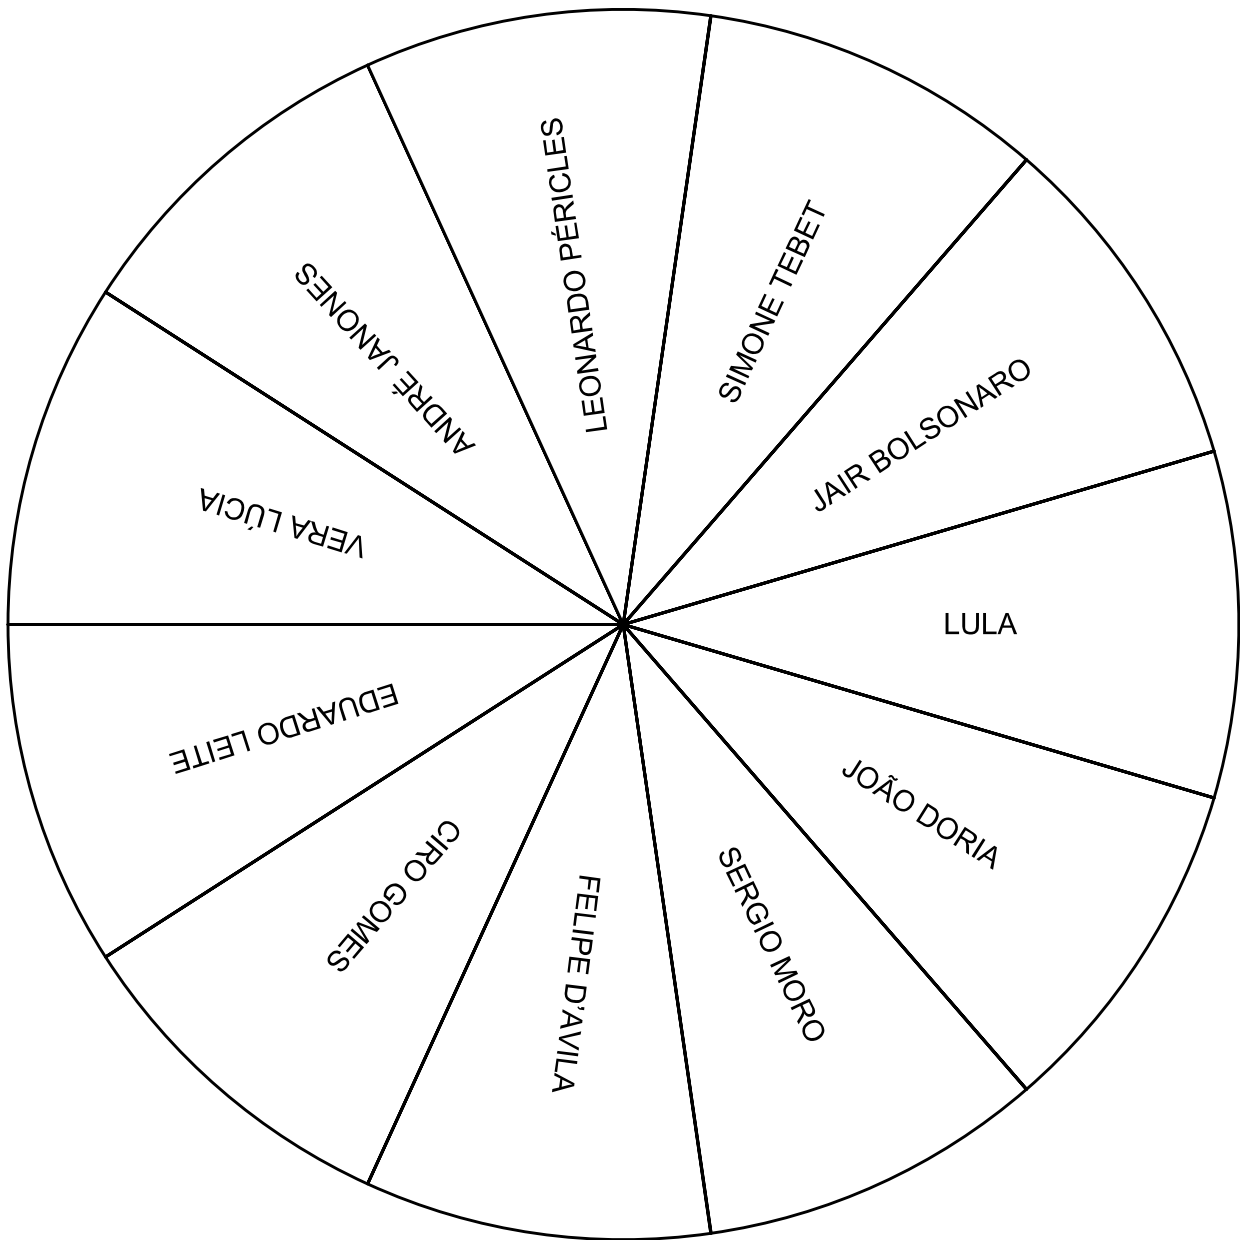 LEONARDO PÉRICLES
SIMONE TEBET
JAIR BOLSONARO
LULA
JOÃO DORIA
SERGIO MORO
FELIPE D’AVILA
CIRO GOMES
EDUARDO LEITE
VERA LÚCIA
ANDRÉ JANONES